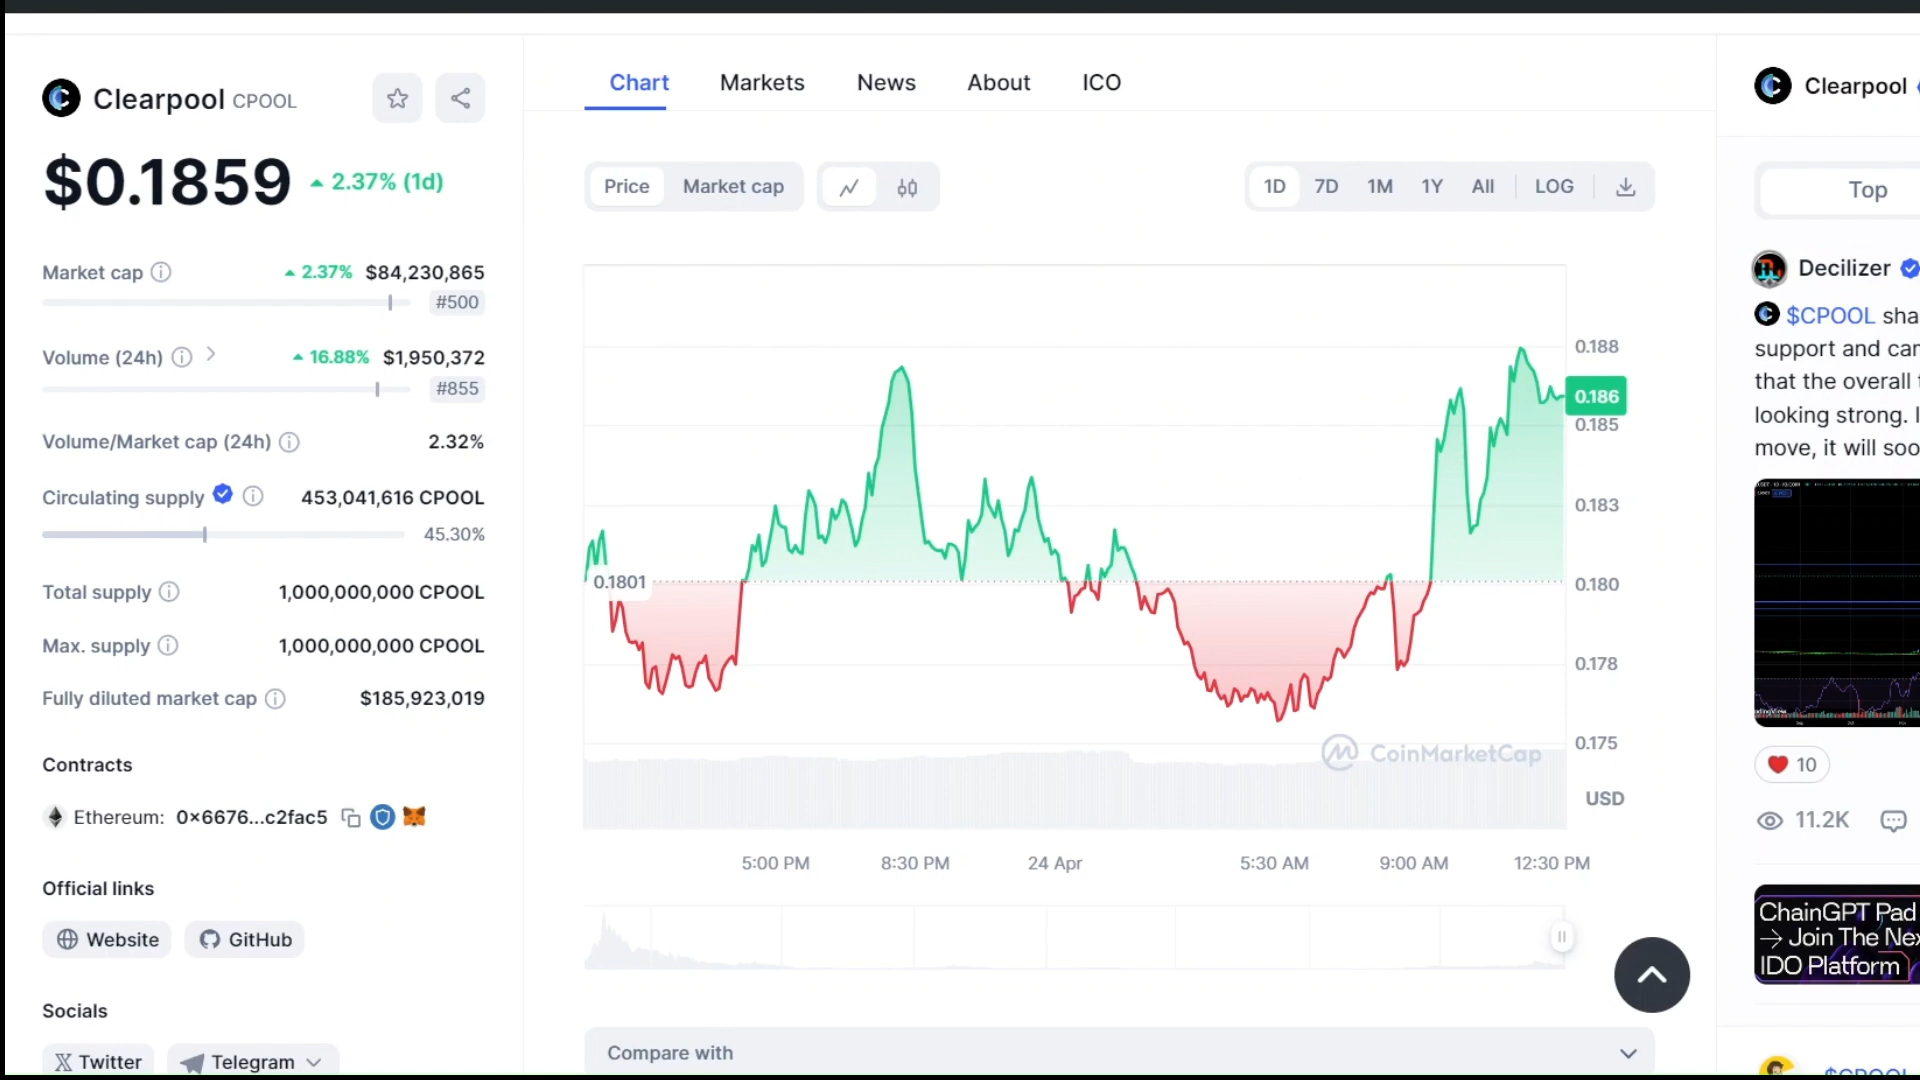 Clearpool CPOOL
$0.1859 2.37% (1d)
Market cap 2.37% $84,230,865
#500
Volume (24h) 16.88% $1,950,372
#855
Volume/Market cap (24h) 2.32%
Circulating supply 453,041,616 CPOOL
45.30%
Total supply 1,000,000,000 CPOOL
Max. supply 1,000,000,000 CPOOL
Fully diluted market cap $185,923,019
Contracts
Ethereum: 0x6676...c2fac5
Official links
Website GitHub
Socials
Twitter Telegram
Chart Markets News About ICO
Price Market cap
1D 7D 1M 1Y All LOG
0.188
0.186
0.185
0.183
0.1801
0.180
0.178
0.175
CoinMarketCap
USD
5:00 PM 8:30 PM 24 Apr 5:30 AM 9:00 AM 12:30 PM
Compare with
Clearpool
Top
Decilizer
$CPOOL sha
support and can
that the overall t
looking strong. I
move, it will soo
10
11.2K
ChainGPT Pad
→ Join The Nex
IDO Platform
$CPOOL